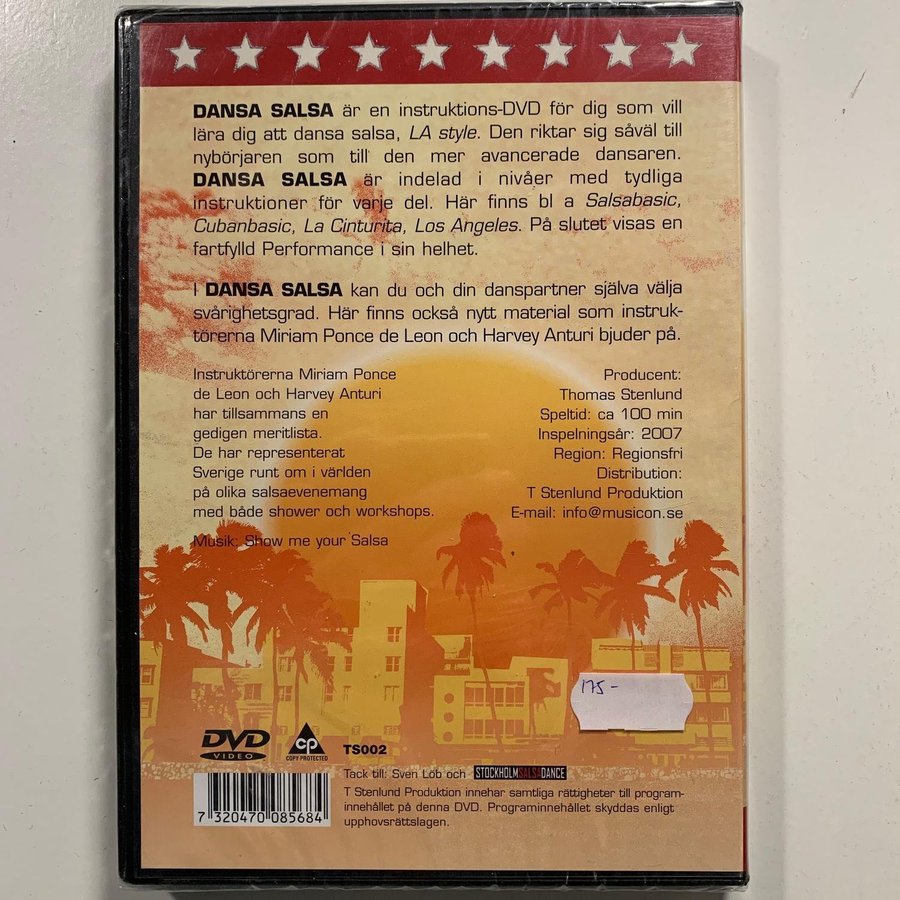 DANSA SALSA är en instruktions-DVD för dig som vill
lära dig att dansa salsa, LA style. Den riktar sig såväl till
nybörjaren som till den mer avancerade dansaren.
DANSA SALSA är indelad i nivåer med tydliga
instruktioner för varje del. Här finns bl a Salsabasic,
Cubanbasic, La Cinturita, Los Angeles. På slutet visas en
fartfylld Performance i sin helhet.
I DANSA SALSA kan du och din danspartner själva välja
svårighetsgrad. Här finns också nytt material som instruk-
törerna Miriam Ponce de Leon och Harvey Anturi bjuder på.
Instruktörerna Miriam Ponce
de Leon och Harvey Anturi
har tillsammans en
gedigen meritlista.
De har representerat
Sverige runt om i världen
på olika salsaevenemang
med både shower och workshops.
Musik: Show me your Salsa
Producent:
Thomas Stenlund
Speltid: ca 100 min
Inspelningsår: 2007
Region: Regionsfri
Distribution:
T Stenlund Produktion
E-mail: info@musicon.se
175-
DVD
VIDEO
cp
COPY PROTECTED
TS002
Tack till: Sven Löb och STOCKHOLMSALSADANCE
T Stenlund Produktion innehar samtliga rättigheter till program-
innehållet på denna DVD. Programinnehållet skyddas enligt
upphovsrättslagen.
7 320470 085684